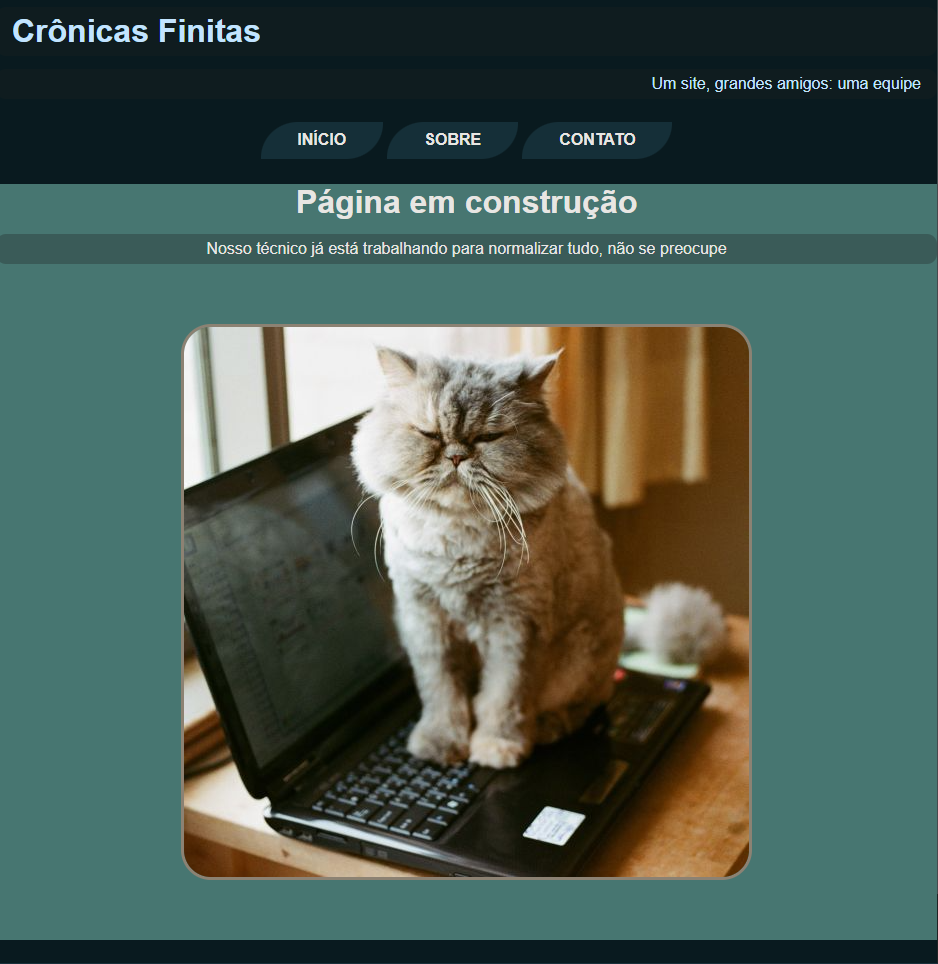 Crônicas Finitas
Um site, grandes amigos: uma equipe
INÍCIO SOBRE CONTATO
Página em construção
Nosso técnico já está trabalhando para normalizar tudo, não se preocupe